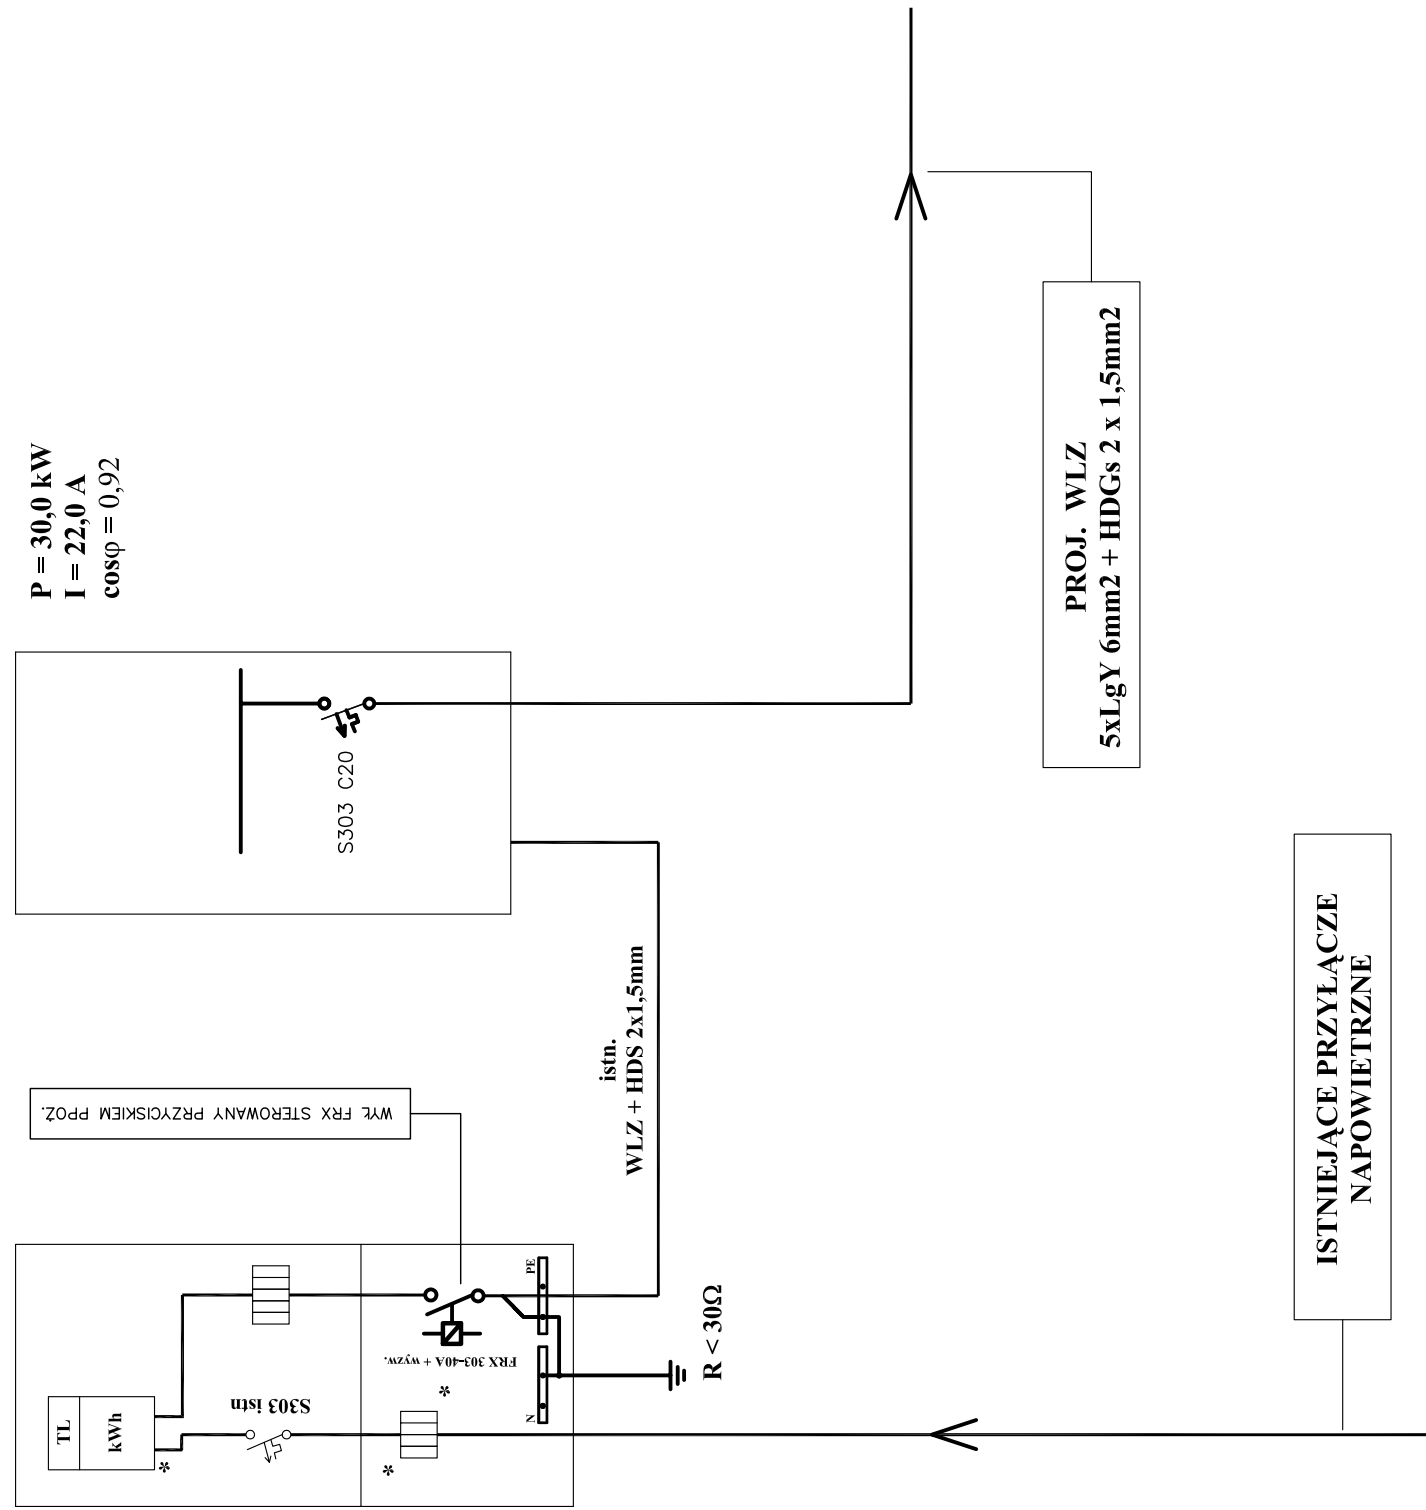 P = 30,0 kW
I = 22,0 A
cosφ = 0,92
S303 C20
PROJ. WLZ
5xLgY 6mm2 + HDGs 2 x 1,5mm2
istn.
WLZ + HDS 2x1,5mm
WYŁ FRX STEROWANY PRZYCISKIEM PPOŻ.
ISTNIEJĄCE PRZYŁĄCZE
NAPOWIETRZNE
TL
kWh
*
S303 istn
FRX 303-40A + wyzw.
*
*
PE
N
R < 30Ω